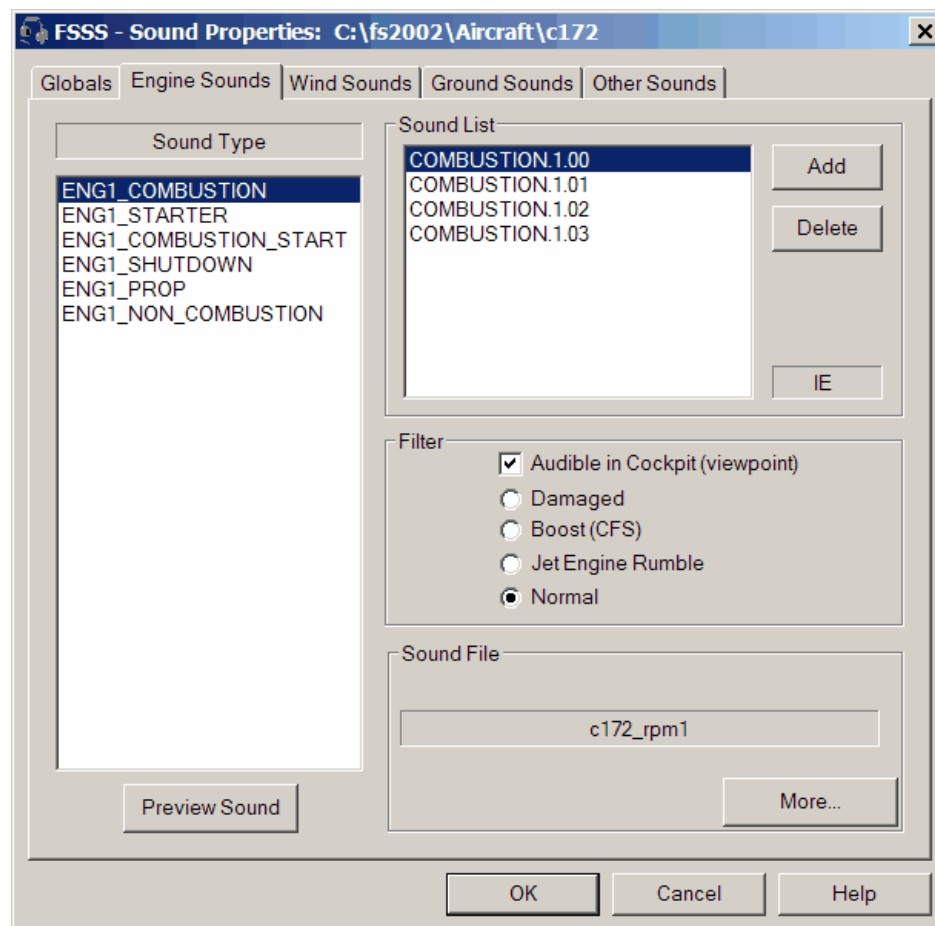 FSSS - Sound Properties: C:\fs2002\Aircraft\c172
Globals
Engine Sounds
Wind Sounds
Ground Sounds
Other Sounds
Sound Type
ENG1_COMBUSTION
ENG1_STARTER
ENG1_COMBUSTION_START
ENG1_SHUTDOWN
ENG1_PROP
ENG1_NON_COMBUSTION
Preview Sound
Sound List
COMBUSTION.1.00
COMBUSTION.1.01
COMBUSTION.1.02
COMBUSTION.1.03
Add
Delete
IE
Filter
Audible in Cockpit (viewpoint)
Damaged
Boost (CFS)
Jet Engine Rumble
Normal
Sound File
c172_rpm1
More...
OK
Cancel
Help